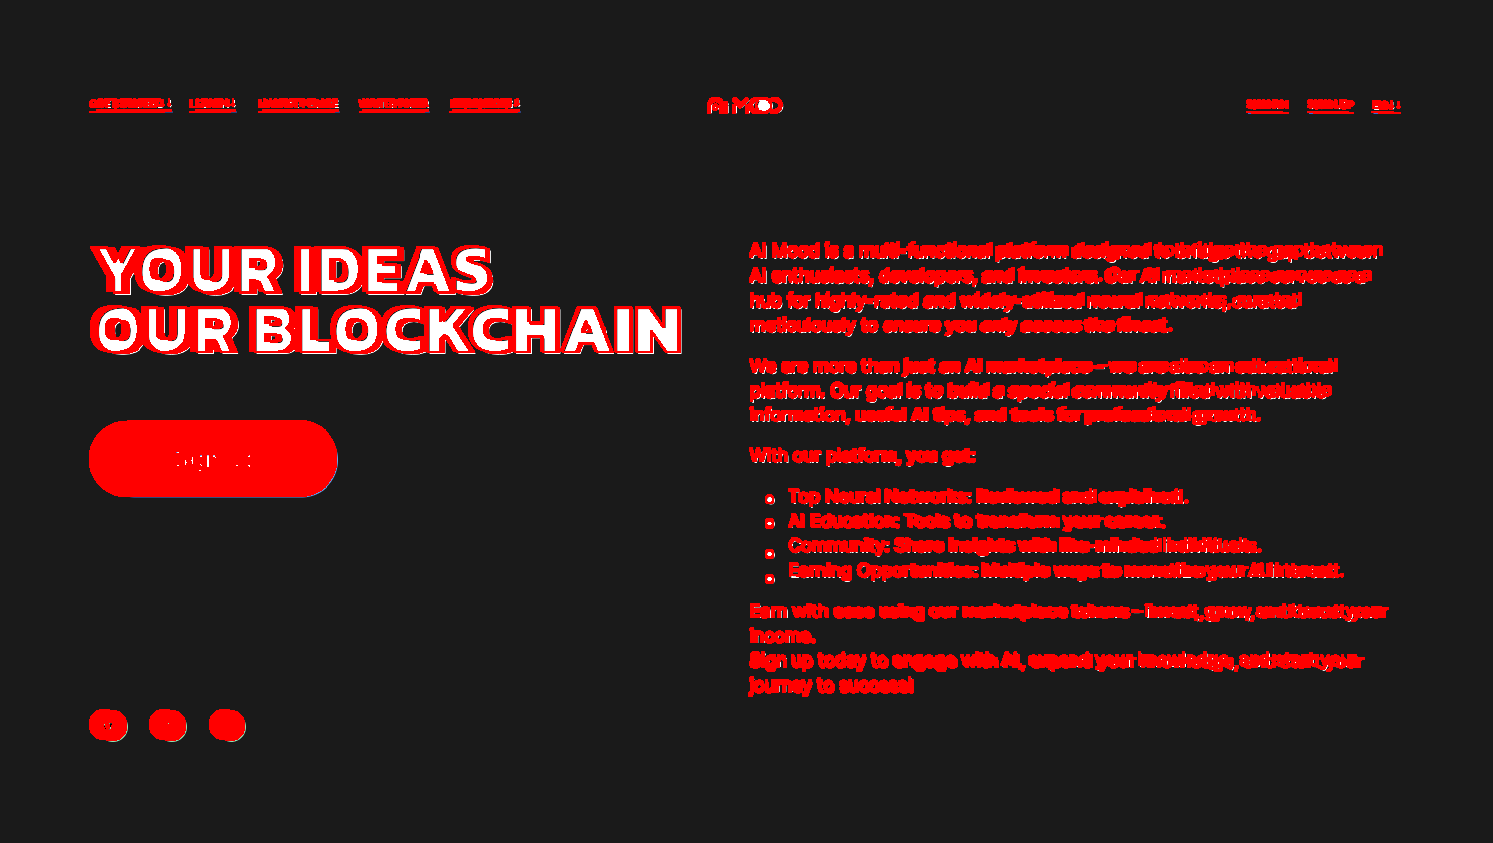 AI MOOD
YOUR IDEAS
OUR BLOCKCHAIN
AI Mood is a multi-functional platform designed to bridge the gap between
AI enthusiasts, developers, and investors. Our AI marketplace serves as a
hub for highly-rated and widely-utilized neural networks, curated
meticulously to ensure you only access the finest.
We are more than just an AI marketplace – we are also an educational
platform. Our goal is to build a special community filled with valuable
information, useful AI tips, and tools for professional growth.
With our platform, you get:
Top Neural Networks: Reviewed and explained.
AI Education: Tools to transform your career.
Community: Share insights with like-minded individuals.
Earning Opportunities: Multiple ways to monetize your AI interest.
Earn with ease using our marketplace tokens – invest, grow, and boost your
income.
Sign up today to engage with AI, expand your knowledge, and start your
journey to success!